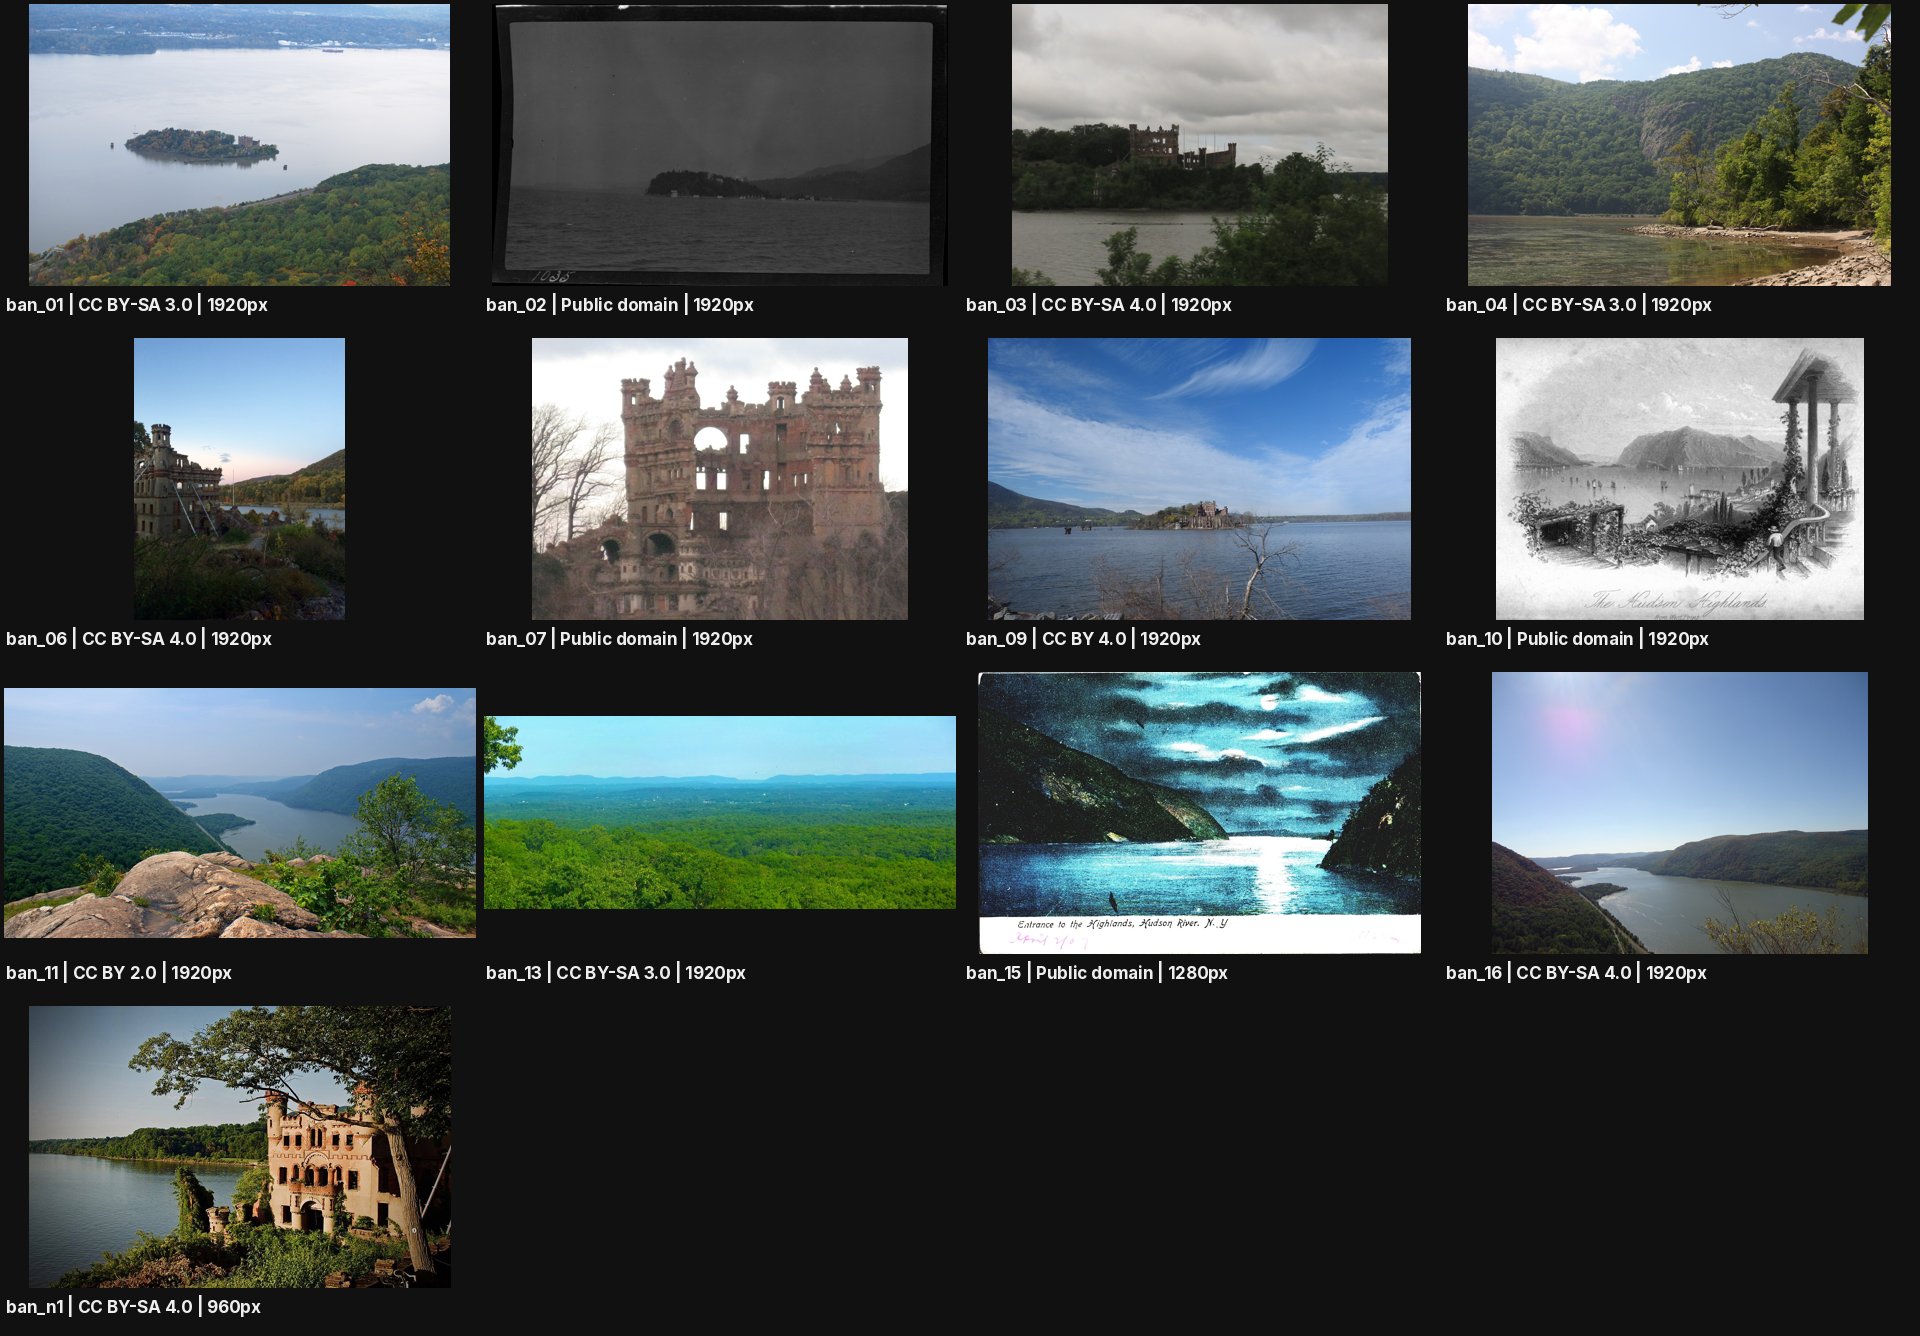 ban_01 | CC BY-SA 3.0 | 1920px
1035
ban_02 | Public domain | 1920px
ban_03 | CC BY-SA 4.0 | 1920px
ban_04 | CC BY-SA 3.0 | 1920px
ban_06 | CC BY-SA 4.0 | 1920px
ban_07 | Public domain | 1920px
ban_09 | CC BY 4.0 | 1920px
The Hudson Highlands
ban_10 | Public domain | 1920px
ban_11 | CC BY 2.0 | 1920px
ban_13 | CC BY-SA 3.0 | 1920px
Entrance to the Highlands, Hudson River. N. Y
ban_15 | Public domain | 1280px
ban_16 | CC BY-SA 4.0 | 1920px
ban_n1 | CC BY-SA 4.0 | 960px